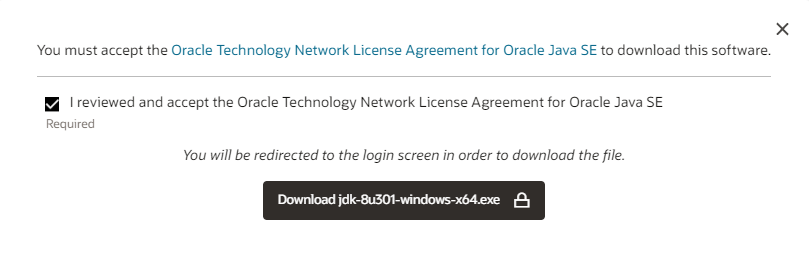 You must accept the Oracle Technology Network License Agreement for Oracle Java SE to download this software.
I reviewed and accept the Oracle Technology Network License Agreement for Oracle Java SE
Required
You will be redirected to the login screen in order to download the file.
Download jdk-8u301-windows-x64.exe